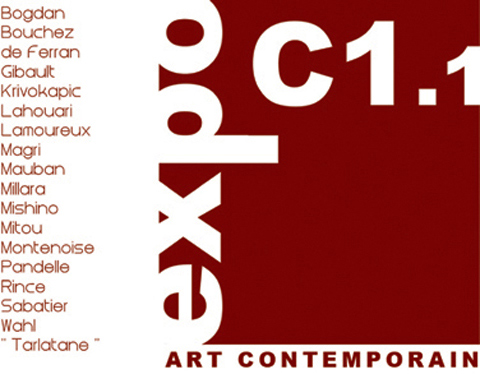 Bogdan
Bouchez
de Ferran
Gibault
Krivokapic
Lahouari
Lamoureux
Magri
Mauban
Millara
Mishino
Mitou
Montenoise
Pandelle
Rince
Sabatier
Wahl
" Tarlatane "
expo
C1.1
ART CONTEMPORAIN